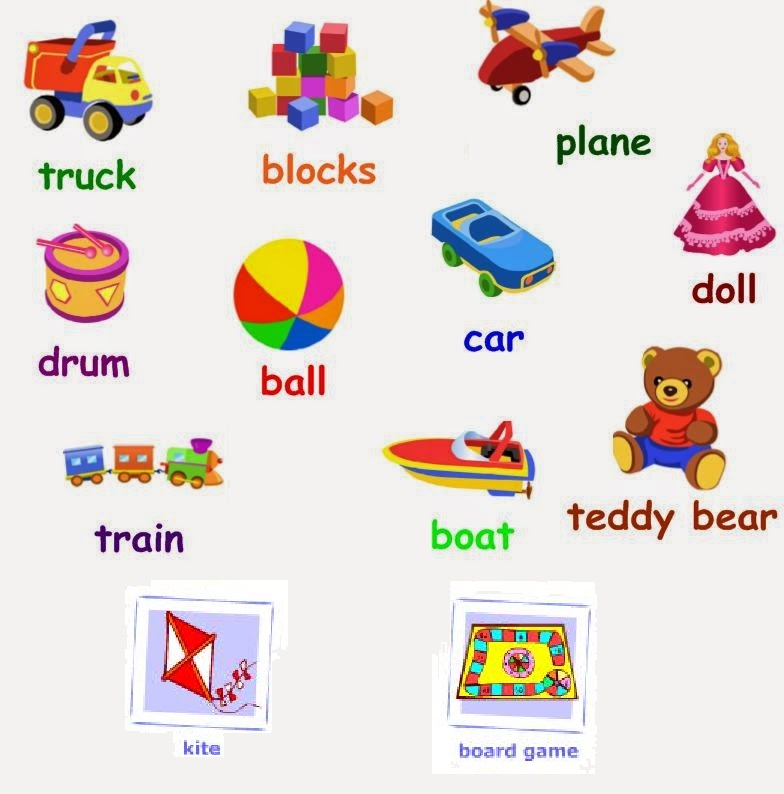 truck
blocks
plane
doll
drum
ball
car
teddy bear
train
boat
kite
board game